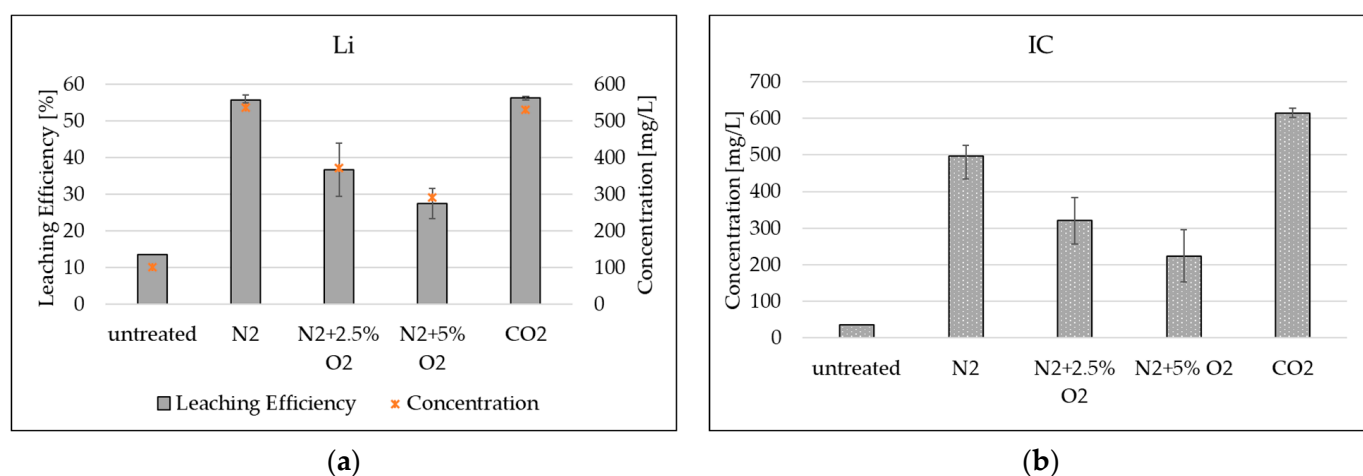 Li
Leaching Efficiency [%]
60
50
40
30
20
10
0
600
500
400
300
200
100
0
Concentration [mg/L]
untreated N2 N2+2.5% N2+5% CO2
O2 O2
Leaching Efficiency Concentration
(a)
IC
Concentration [mg/L]
700
600
500
400
300
200
100
0
untreated N2 N2+2.5% N2+5% O2 CO2
O2
(b)